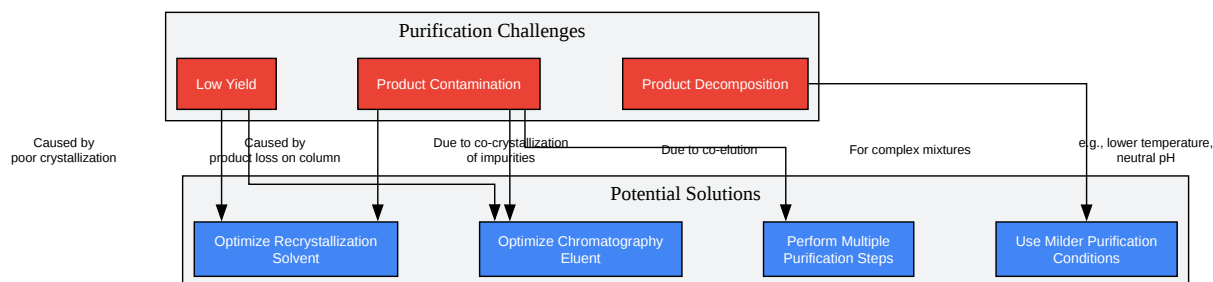 Purification Challenges
Low Yield
Product Contamination
Product Decomposition
Caused by
poor crystallization
Caused by
product loss on column
Due to co-crystallization
of impurities
Due to co-elution
For complex mixtures
e.g., lower temperature,
neutral pH
Potential Solutions
Optimize Recrystallization
Solvent
Optimize Chromatography
Eluent
Perform Multiple
Purification Steps
Use Milder Purification
Conditions